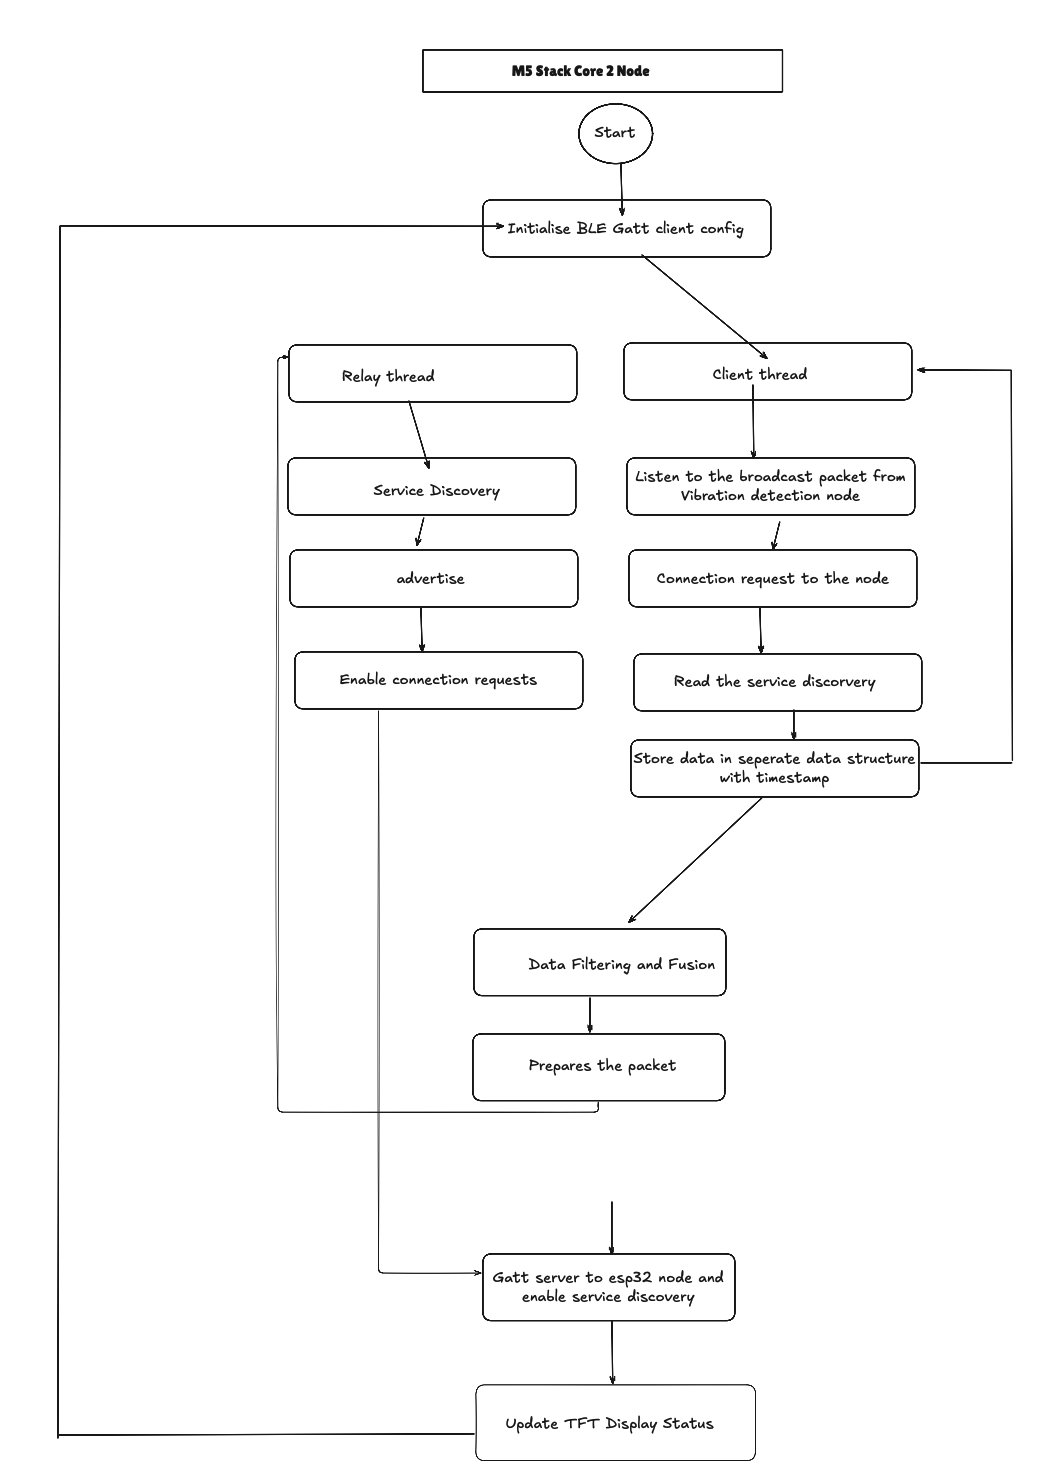 M5 Stack Core 2 Node
Start
Initialise BLE Gatt client config
Relay thread
Client thread
Service Discovery
Listen to the broadcast packet from
Vibration detection node
advertise
Connection request to the node
Enable connection requests
Read the service discorvery
Store data in seperate data structure
with timestamp
Data Filtering and Fusion
Prepares the packet
Gatt server to esp32 node and
enable service discovery
Update TFT Display Status